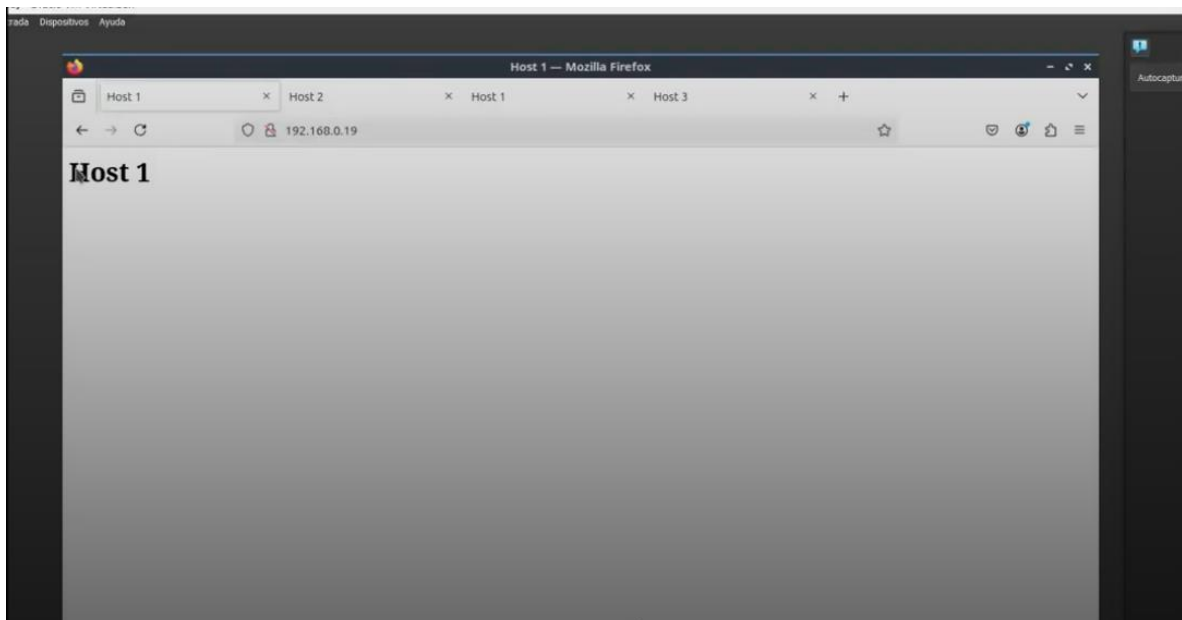 rada Dispositivos Ayuda
Host 1 — Mozilla Firefox
Autocaptu
Host 1 Host 2 Host 1 Host 3
192.168.0.19
Host 1